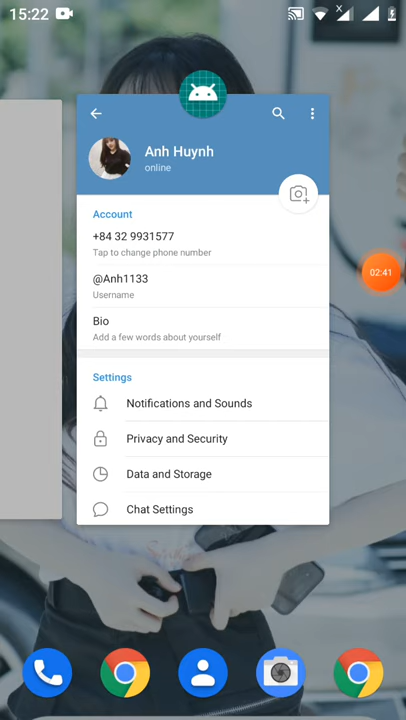 15:22
x
Anh Huynh
online
Account
+84 32 9931577
Tap to change phone number
@Anh1133
Username
Bio
Add a few words about yourself
02:41
Settings
Notifications and Sounds
Privacy and Security
Data and Storage
Chat Settings